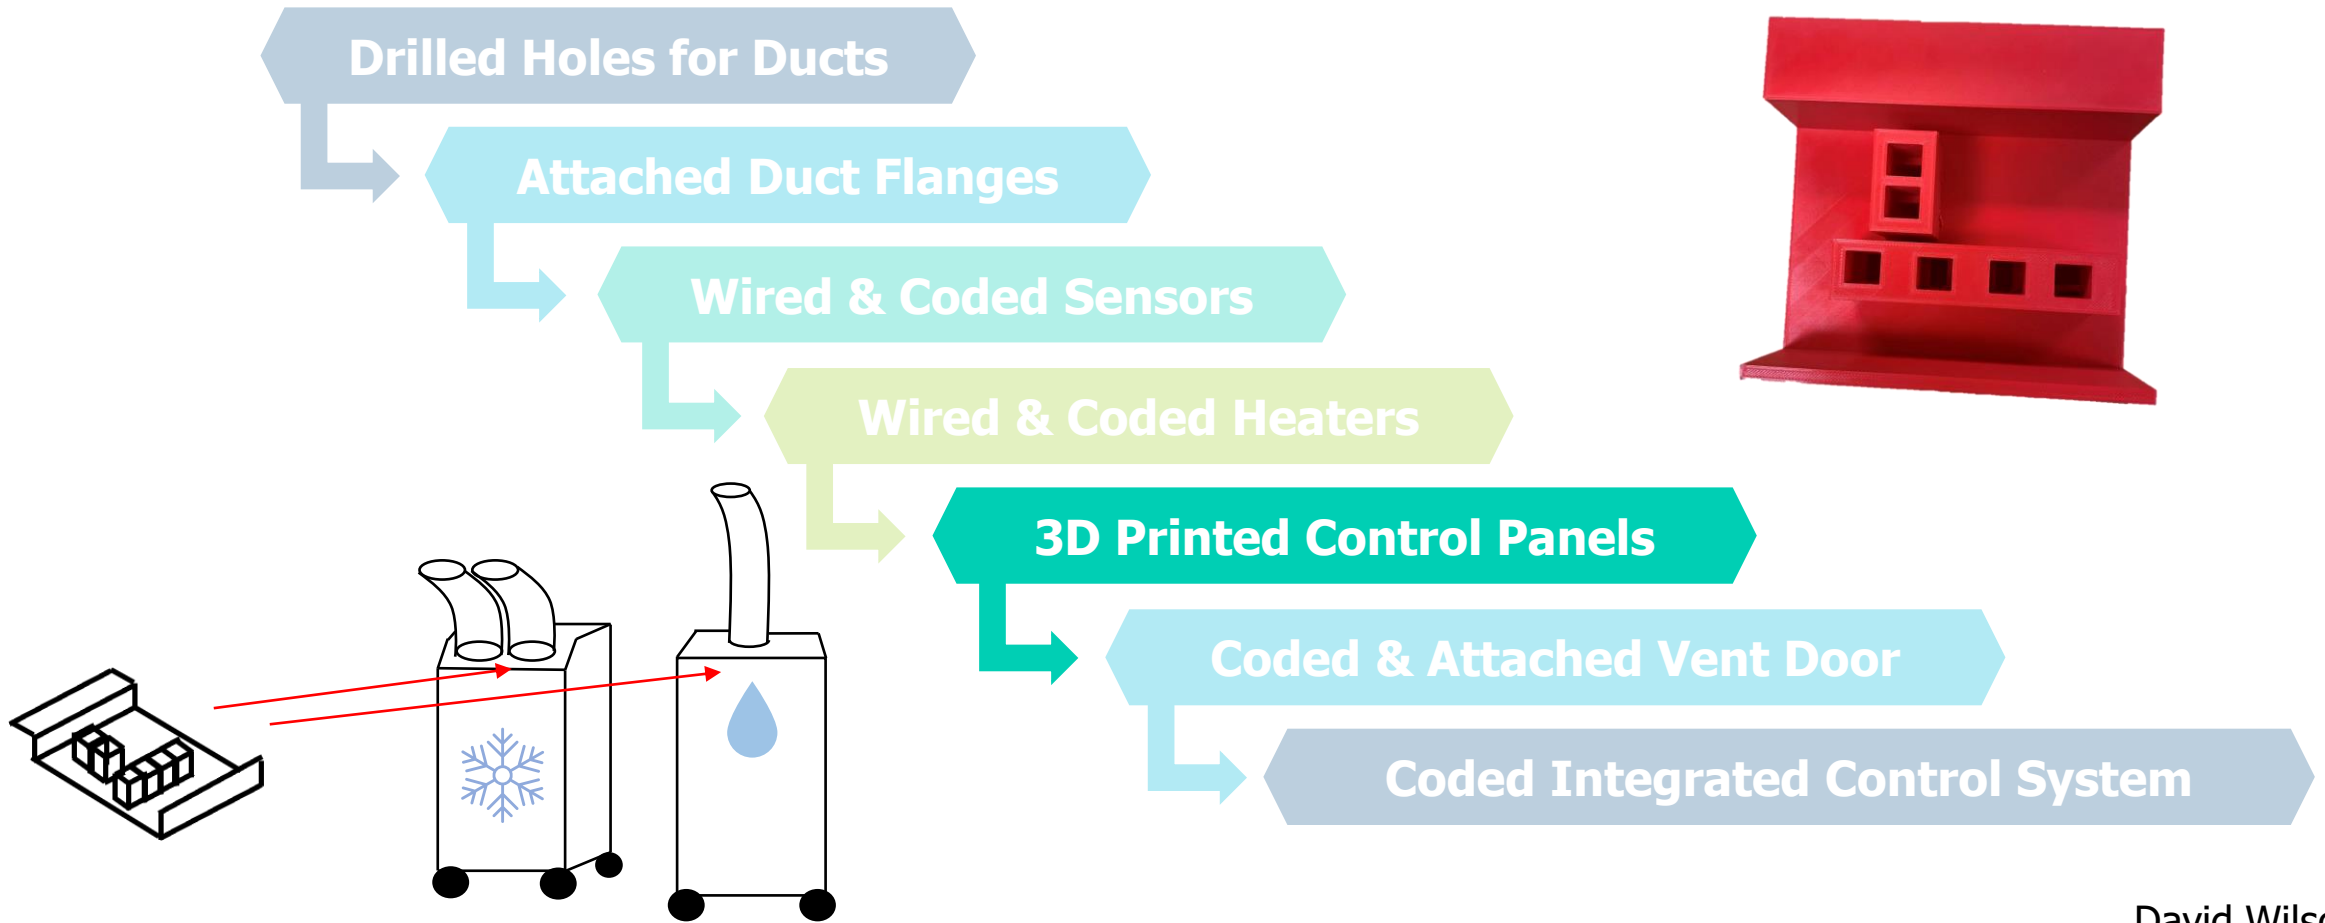 Drilled Holes for Ducts
Attached Duct Flanges
Wired & Coded Sensors
Wired & Coded Heaters
3D Printed Control Panels
Coded & Attached Vent Door
Coded Integrated Control System
David